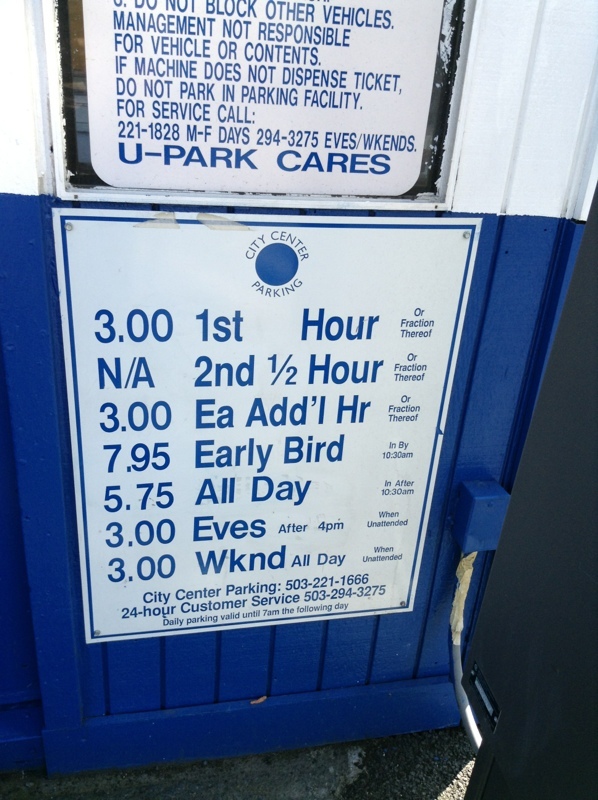 8. DO NOT BLOCK OTHER VEHICLES.
MANAGEMENT NOT RESPONSIBLE
FOR VEHICLE OR CONTENTS.
IF MACHINE DOES NOT DISPENSE TICKET,
DO NOT PARK IN PARKING FACILITY.
FOR SERVICE CALL:
221-1828 M-F DAYS 294-3275 EVES/WKENDS.
U-PARK CARES
CITY CENTER
PARKING
3.00 1st Hour Or Fraction Thereof
N/A 2nd ½ Hour Or Fraction Thereof
3.00 Ea Add'l Hr Or Fraction Thereof
7.95 Early Bird In By 10:30am
5.75 All Day In After 10:30am
3.00 Eves After 4pm When Unattended
3.00 Wknd All Day When Unattended
City Center Parking: 503-221-1666
24-hour Customer Service 503-294-3275
Daily parking valid until 7am the following day